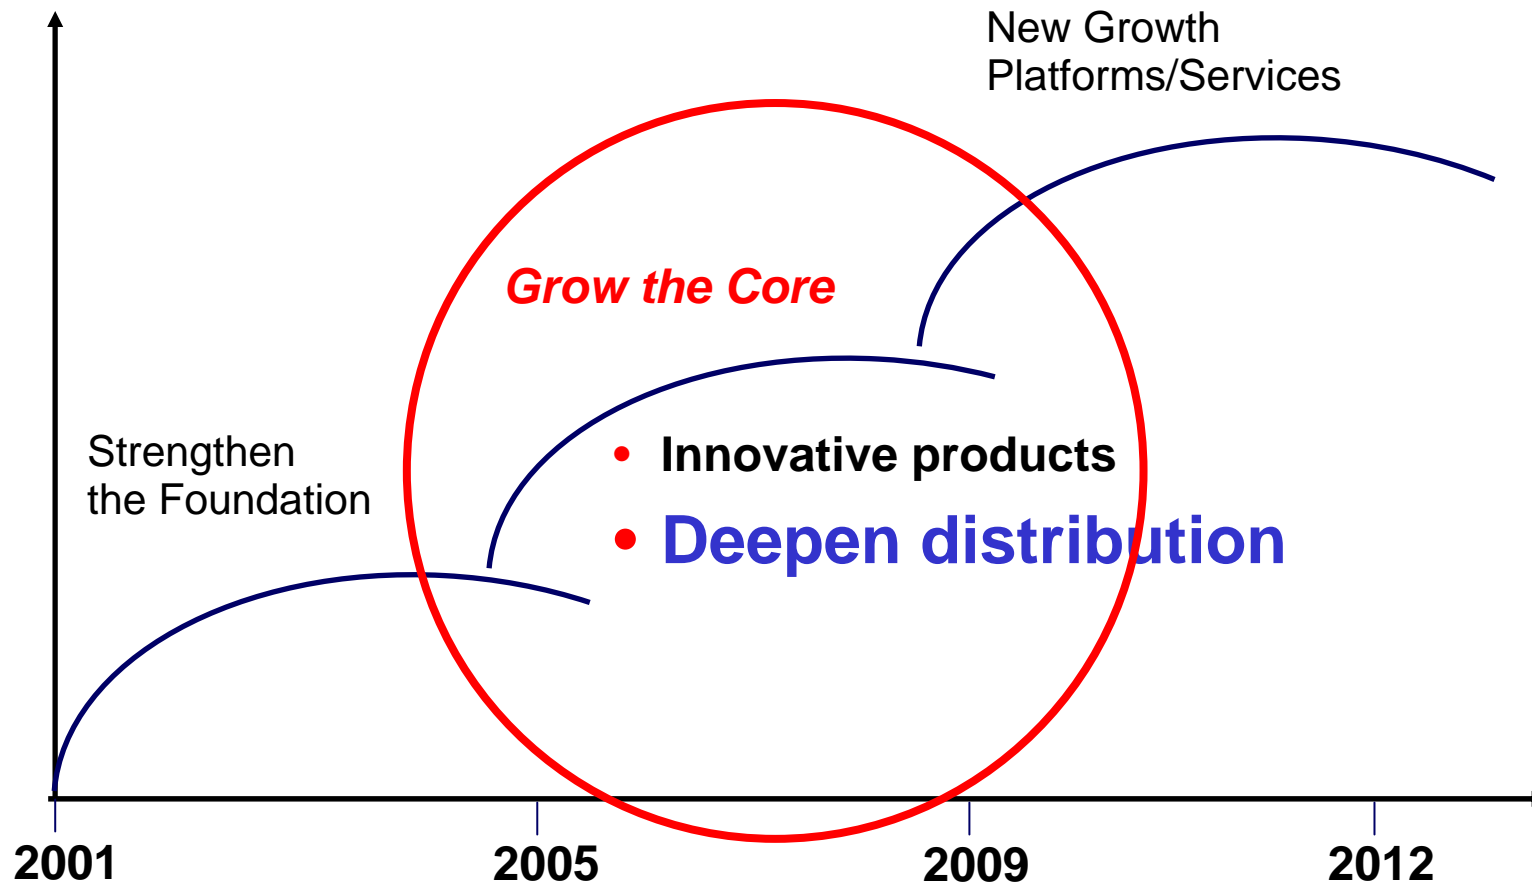 New Growth
Platforms/Services
Grow the Core
Strengthen
the Foundation
• Innovative products
• Deepen distribution
2001 2005 2009 2012